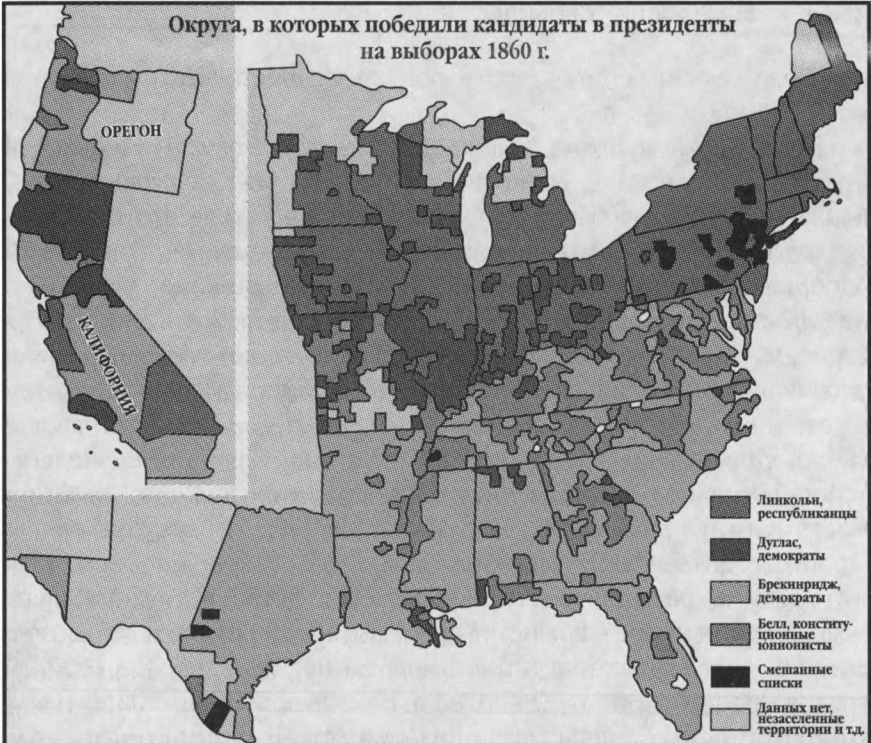 Округа, в которых победили кандидаты в президенты
на выборах 1860 г.
ОРЕГОН
КАЛИФОРНИЯ
Линкольн,
республиканцы
Дуглас,
демократы
Брекинридж,
демократы
Белл, конститу-
ционные
юнионисты
Смешанные
списки
Данных нет,
незаселенные
территории и т.д.